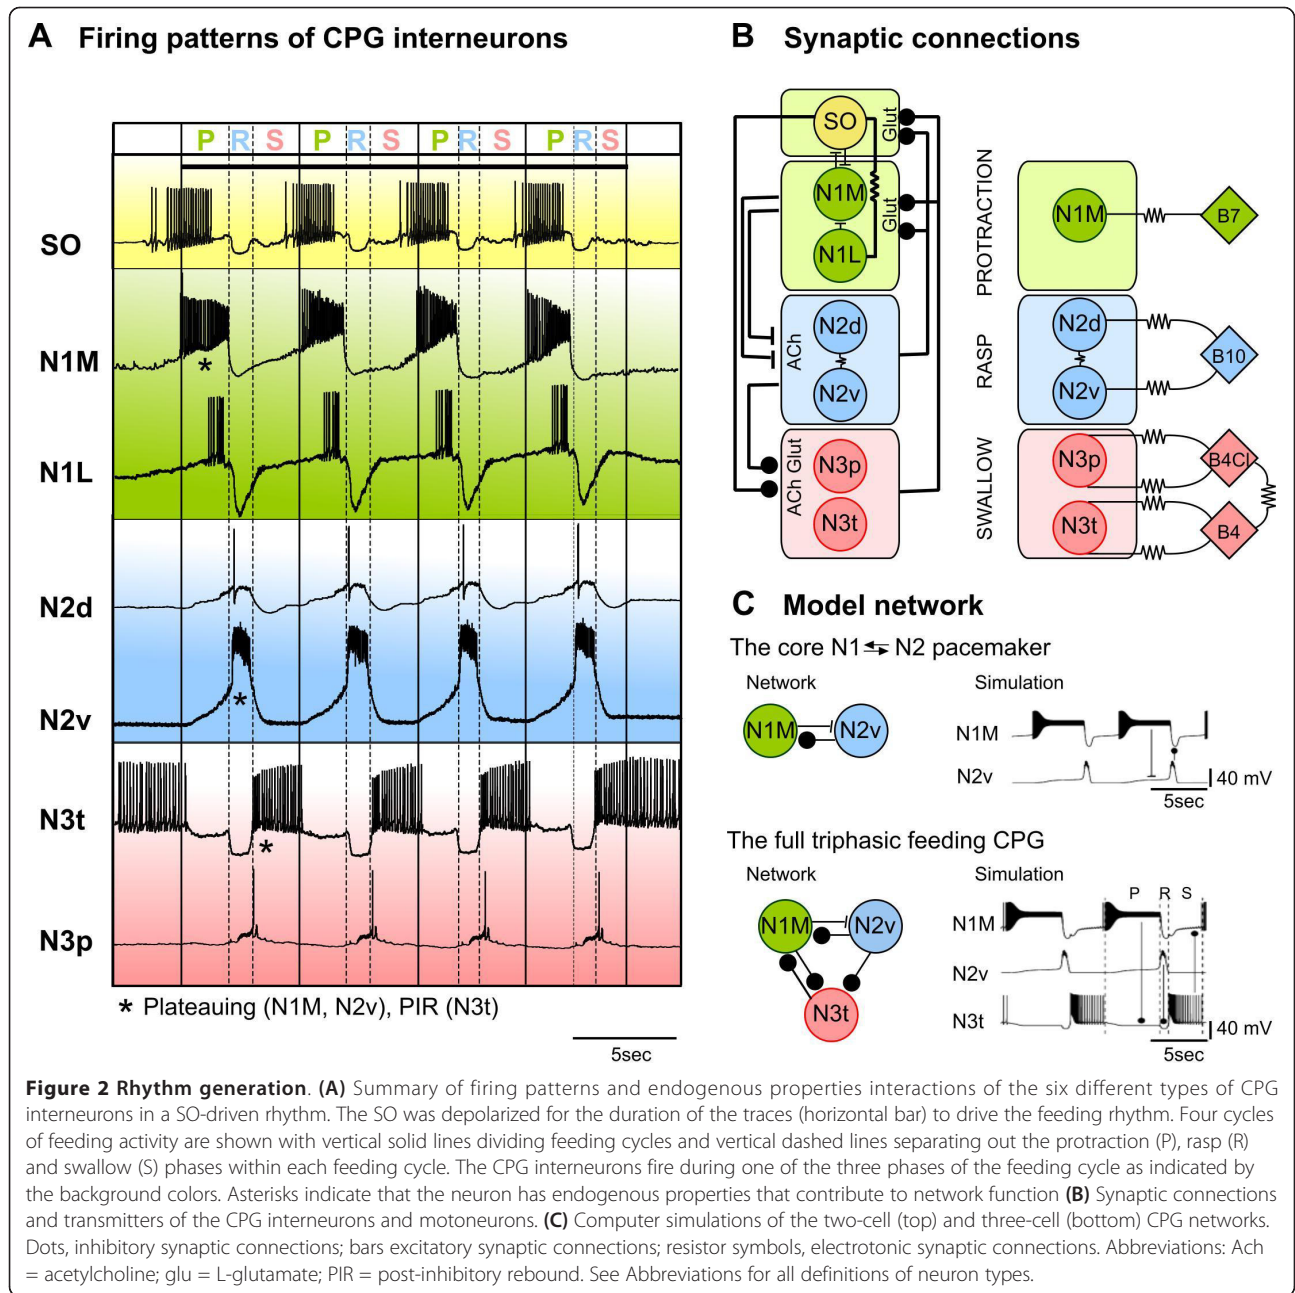 A Firing patterns of CPG interneurons
P R S P R S P R S P R S
SO
N1M
*
N1L
N2d
N2v
*
N3t
*
N3p
* Plateauing (N1M, N2v), PIR (N3t)
5sec
B Synaptic connections
SO
Glut
N1M
Glut
N1L
N2d
ACh
N2v
N3p
ACh Glut
N3t
PROTRACTION
N1M
B7
RASP
N2d
B10
N2v
SWALLOW
N3p
B4Cl
N3t
B4
C Model network
The core N1 N2 pacemaker
Network
Simulation
N1M N2v
N1M
N2v
40 mV
5sec
The full triphasic feeding CPG
Network
Simulation
N1M N2v
N3t
P R S
N1M
N2v
N3t
40 mV
5sec
Figure 2 Rhythm generation. (A) Summary of firing patterns and endogenous properties interactions of the six different types of CPG
interneurons in a SO-driven rhythm. The SO was depolarized for the duration of the traces (horizontal bar) to drive the feeding rhythm. Four cycles
of feeding activity are shown with vertical solid lines dividing feeding cycles and vertical dashed lines separating out the protraction (P), rasp (R)
and swallow (S) phases within each feeding cycle. The CPG interneurons fire during one of the three phases of the feeding cycle as indicated by
the background colors. Asterisks indicate that the neuron has endogenous properties that contribute to network function (B) Synaptic connections
and transmitters of the CPG interneurons and motoneurons. (C) Computer simulations of the two-cell (top) and three-cell (bottom) CPG networks.
Dots, inhibitory synaptic connections; bars excitatory synaptic connections; resistor symbols, electrotonic synaptic connections. Abbreviations: Ach
= acetylcholine; glu = L-glutamate; PIR = post-inhibitory rebound. See Abbreviations for all definitions of neuron types.